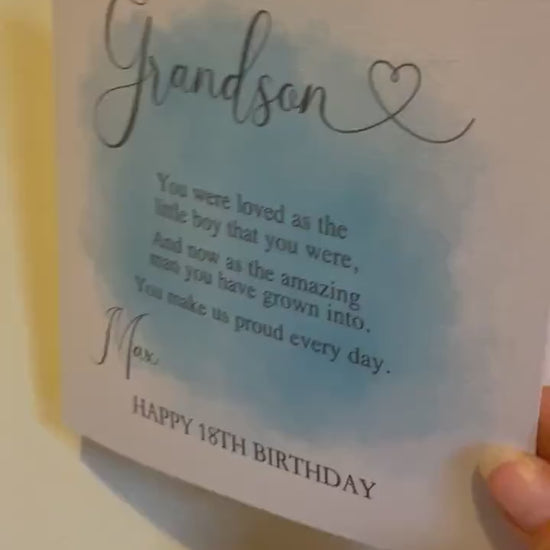 Grandson
You were loved as the
little boy that you were,
And now as the amazing
man you have grown into.
You make us proud every day.
Max
HAPPY 18TH BIRTHDAY